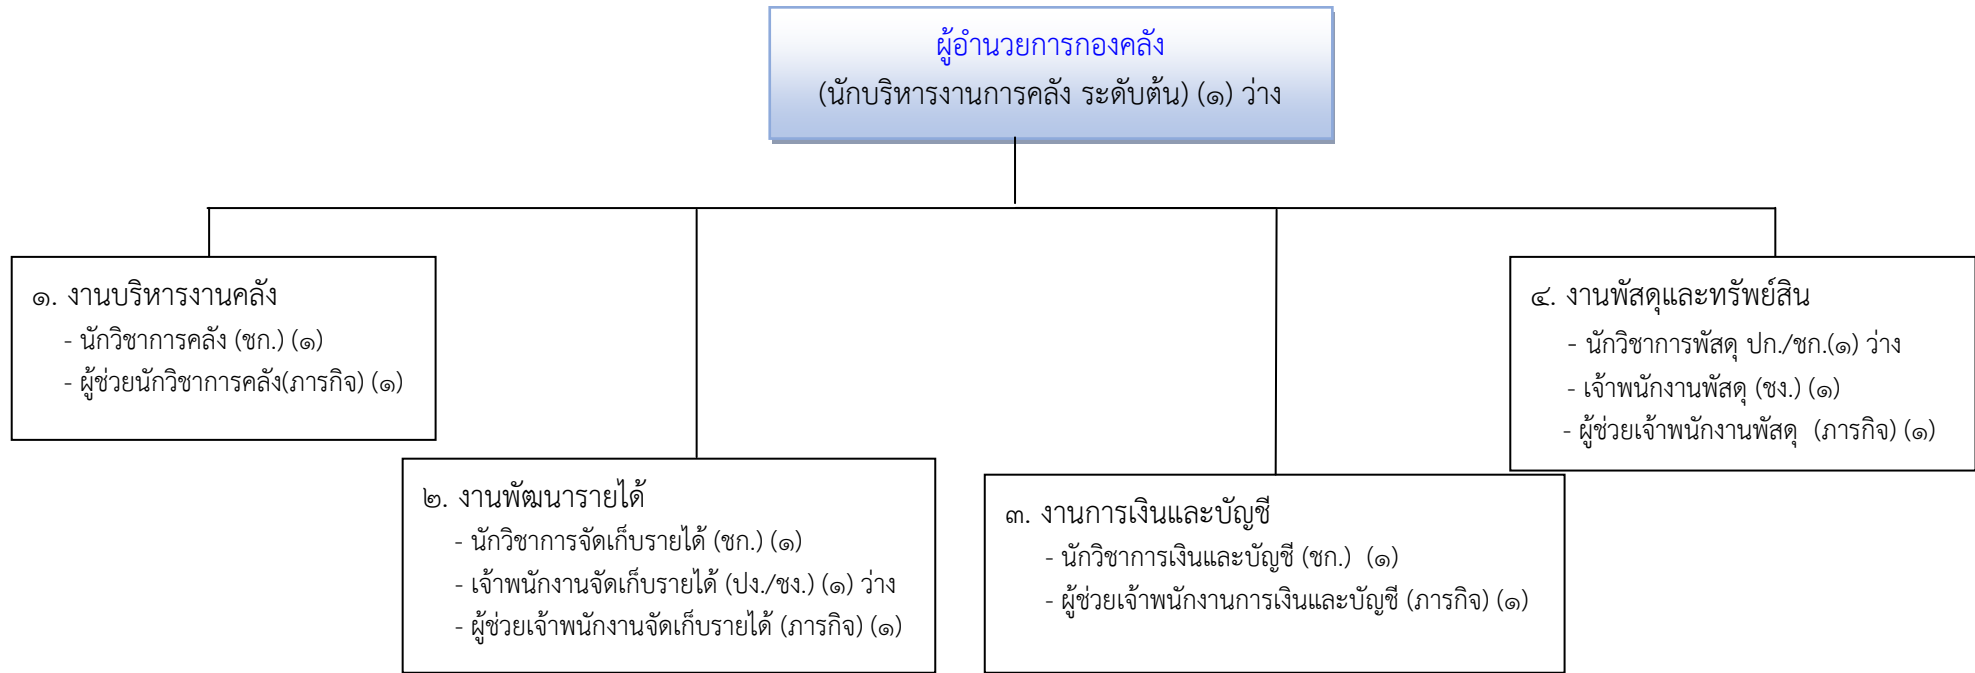 ผู้อำนวยการกองคลัง
(นักบริหารงานการคลัง ระดับต้น) (๑) ว่าง
๑. งานบริหารงานคลัง
- นักวิชาการคลัง (ชก.) (๑)
- ผู้ช่วยนักวิชาการคลัง(ภารกิจ) (๑)
๒. งานพัฒนารายได้
- นักวิชาการจัดเก็บรายได้ (ชก.) (๑)
- เจ้าพนักงานจัดเก็บรายได้ (ปง./ชง.) (๑) ว่าง
- ผู้ช่วยเจ้าพนักงานจัดเก็บรายได้ (ภารกิจ) (๑)
๓. งานการเงินและบัญชี
- นักวิชาการเงินและบัญชี (ชก.) (๑)
- ผู้ช่วยเจ้าพนักงานการเงินและบัญชี (ภารกิจ) (๑)
๔. งานพัสดุและทรัพย์สิน
- นักวิชาการพัสดุ ปก./ชก.(๑) ว่าง
- เจ้าพนักงานพัสดุ (ชง.) (๑)
- ผู้ช่วยเจ้าพนักงานพัสดุ (ภารกิจ) (๑)